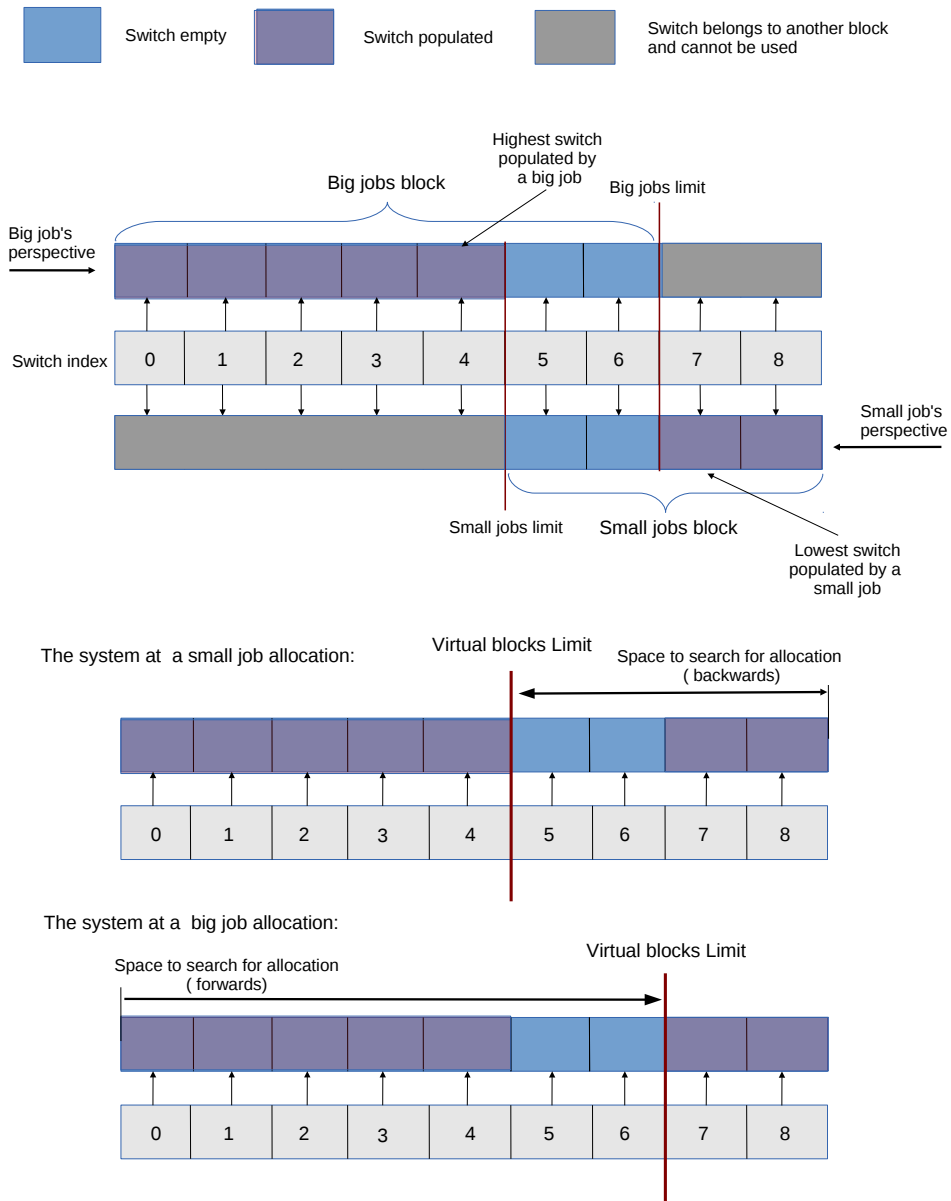 Switch empty
Switch populated
Switch belongs to another block
and cannot be used
Highest switch
populated by
a big job
Big jobs block
Big jobs limit
Big job's
perspective
Switch index
0 1 2 3 4 5 6 7 8
Small job's
perspective
Small jobs limit
Small jobs block
Lowest switch
populated by a
small job
The system at a small job allocation:
Virtual blocks Limit
Space to search for allocation
( backwards)
0 1 2 3 4 5 6 7 8
The system at a big job allocation:
Virtual blocks Limit
Space to search for allocation
( forwards)
0 1 2 3 4 5 6 7 8